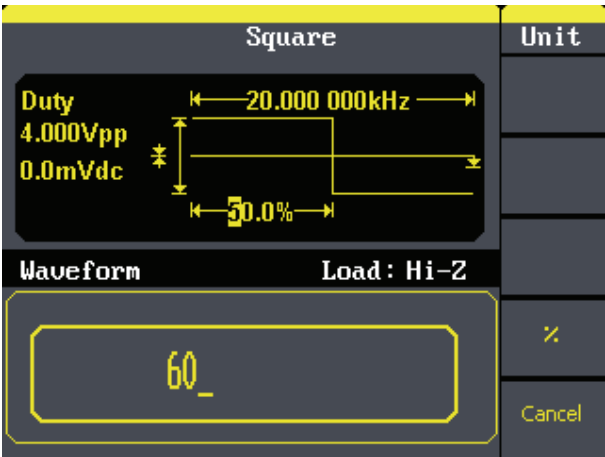 Square
Unit
Duty
20.000 000kHz
4.000Vpp
0.0mVdc
50.0%
Waveform
Load: Hi-Z
60_
%
Cancel